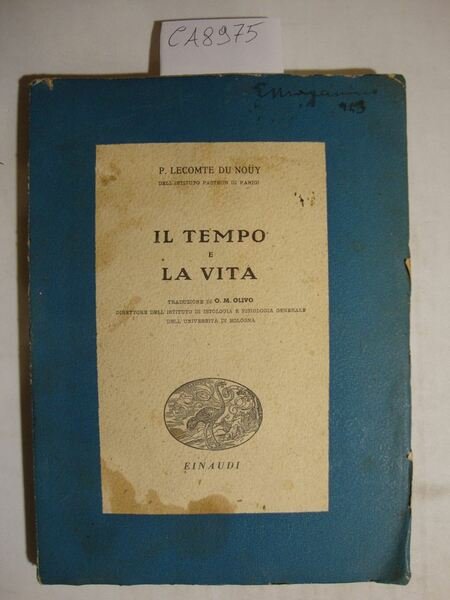 CA8975
P. LECOMTE DU NOUY
DELL'ISTITUTO PASTEUR DI PARIGI
IL TEMPO
E
LA VITA
TRADUZIONE DI O. M. OLIVO
DIRETTORE DELL'ISTITUTO DI ISTOLOGIA E FISIOLOGIA GENERALE
DELL'UNIVERSITÀ DI BOLOGNA
EINAUDI